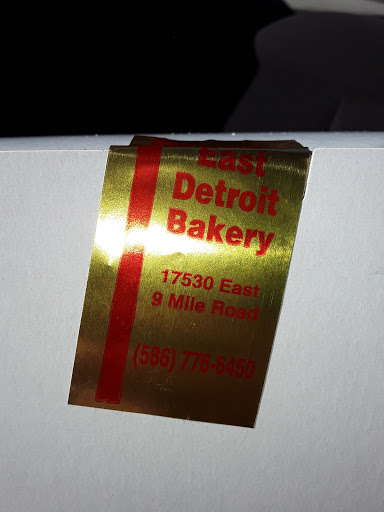 East
Detroit
Bakery
17530 East
9 Mile Road
(586) 776-6450